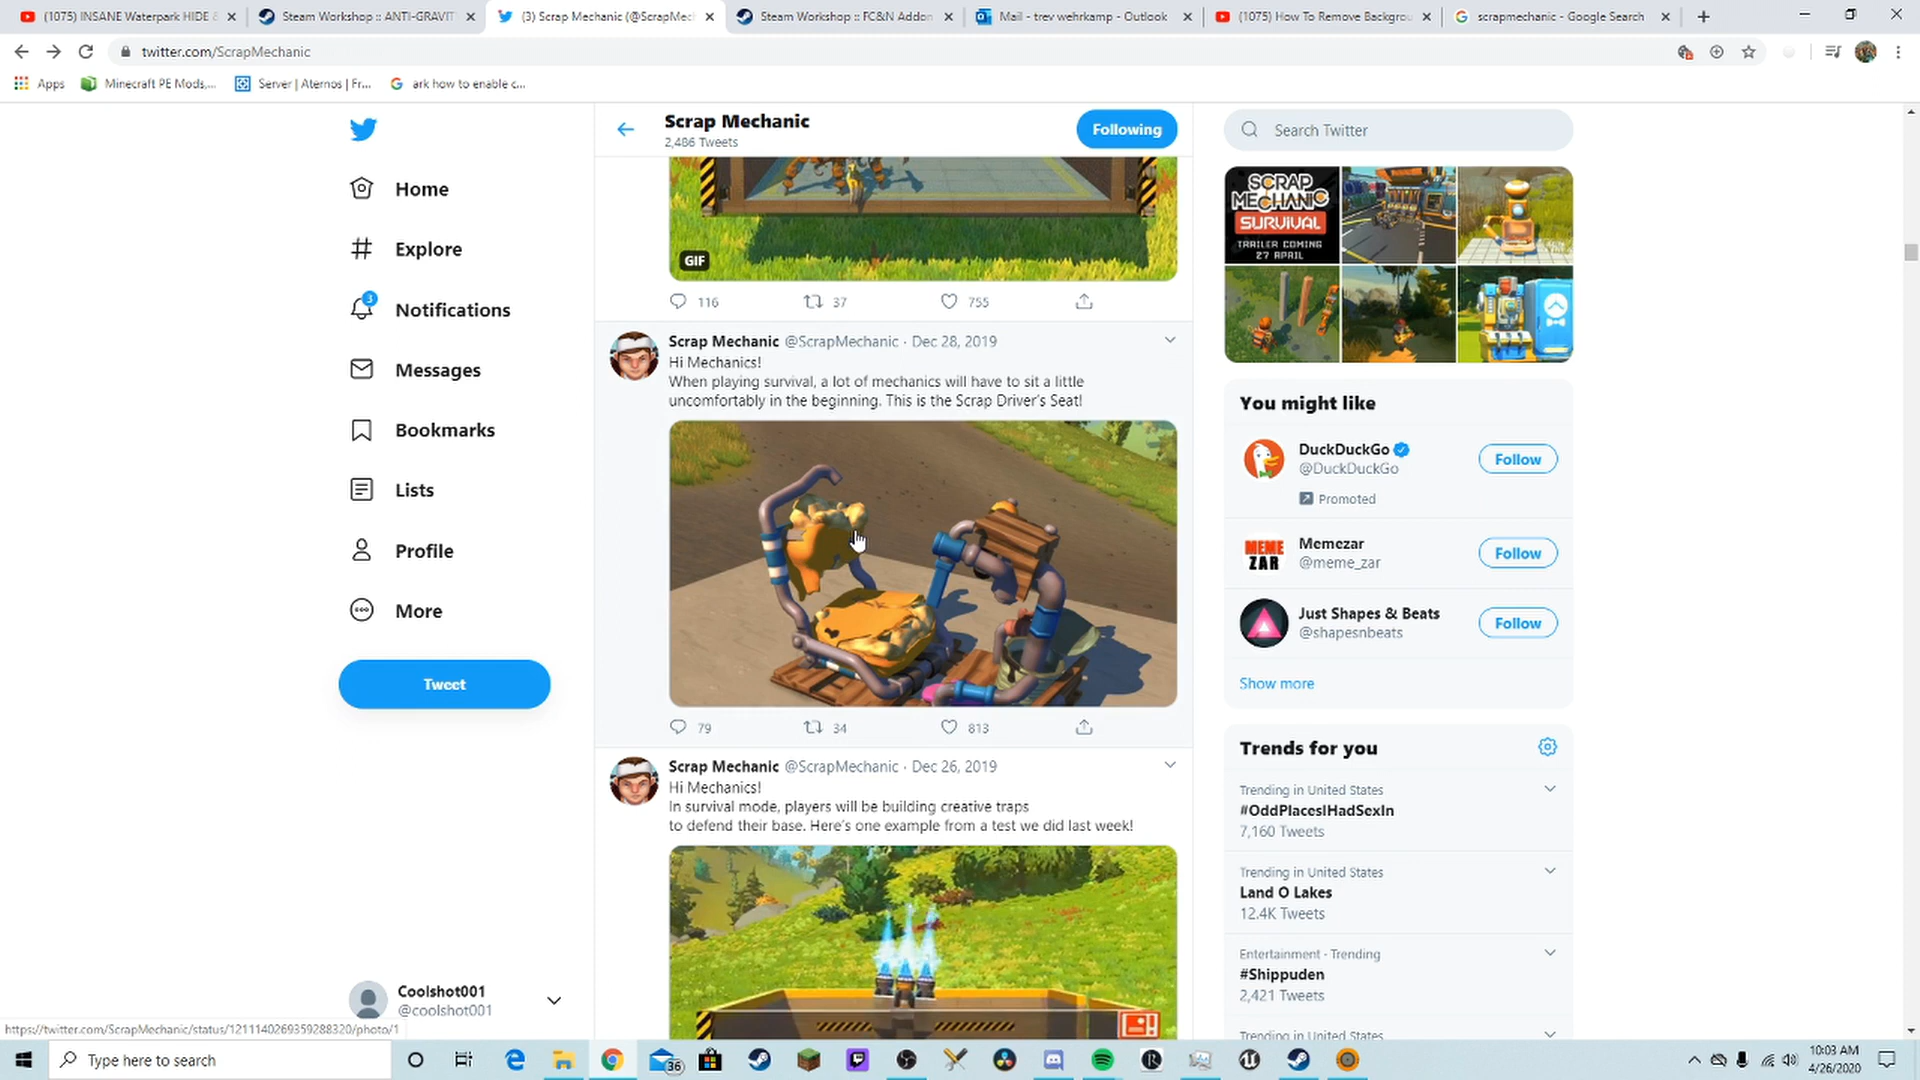 (1075) INSANE Waterpark HIDE &
Steam Workshop :: ANTI-GRAVIT
(3) Scrap Mechanic (@ScrapMec
Steam Workshop :: FC&N Addon
Mail - trev wehrkamp - Outlook
(1075) How To Remove Backgrou
scrapmechanic - Google Search
twitter.com/ScrapMechanic
Apps
Minecraft PE Mods,...
Server | Aternos | Fr...
ark how to enable c...
Home
Explore
3
Notifications
Messages
Bookmarks
Lists
Profile
More
Tweet
Coolshot001
@coolshot001
Scrap Mechanic
2,486 Tweets
Following
GIF
116
37
755
Scrap Mechanic @ScrapMechanic · Dec 28, 2019
Hi Mechanics!
When playing survival, a lot of mechanics will have to sit a little
uncomfortably in the beginning. This is the Scrap Driver's Seat!
79
34
813
Scrap Mechanic @ScrapMechanic · Dec 26, 2019
Hi Mechanics!
In survival mode, players will be building creative traps
to defend their base. Here's one example from a test we did last week!
Search Twitter
SCRAP
MECHANIC
SURVIVAL
TRAILER COMING
27 APRIL
You might like
DuckDuckGo
@DuckDuckGo
Promoted
Follow
MEME
ZAR
Memezar
@meme_zar
Follow
Just Shapes & Beats
@shapesnbeats
Follow
Show more
Trends for you
Trending in United States
#OddPlacesIHadSexIn
7,160 Tweets
Trending in United States
Land O Lakes
12.4K Tweets
Entertainment · Trending
#Shippuden
2,421 Tweets
Trending in United States
https://twitter.com/ScrapMechanic/status/1211140269359288320/photo/1
Type here to search
36
10:03 AM
4/26/2020